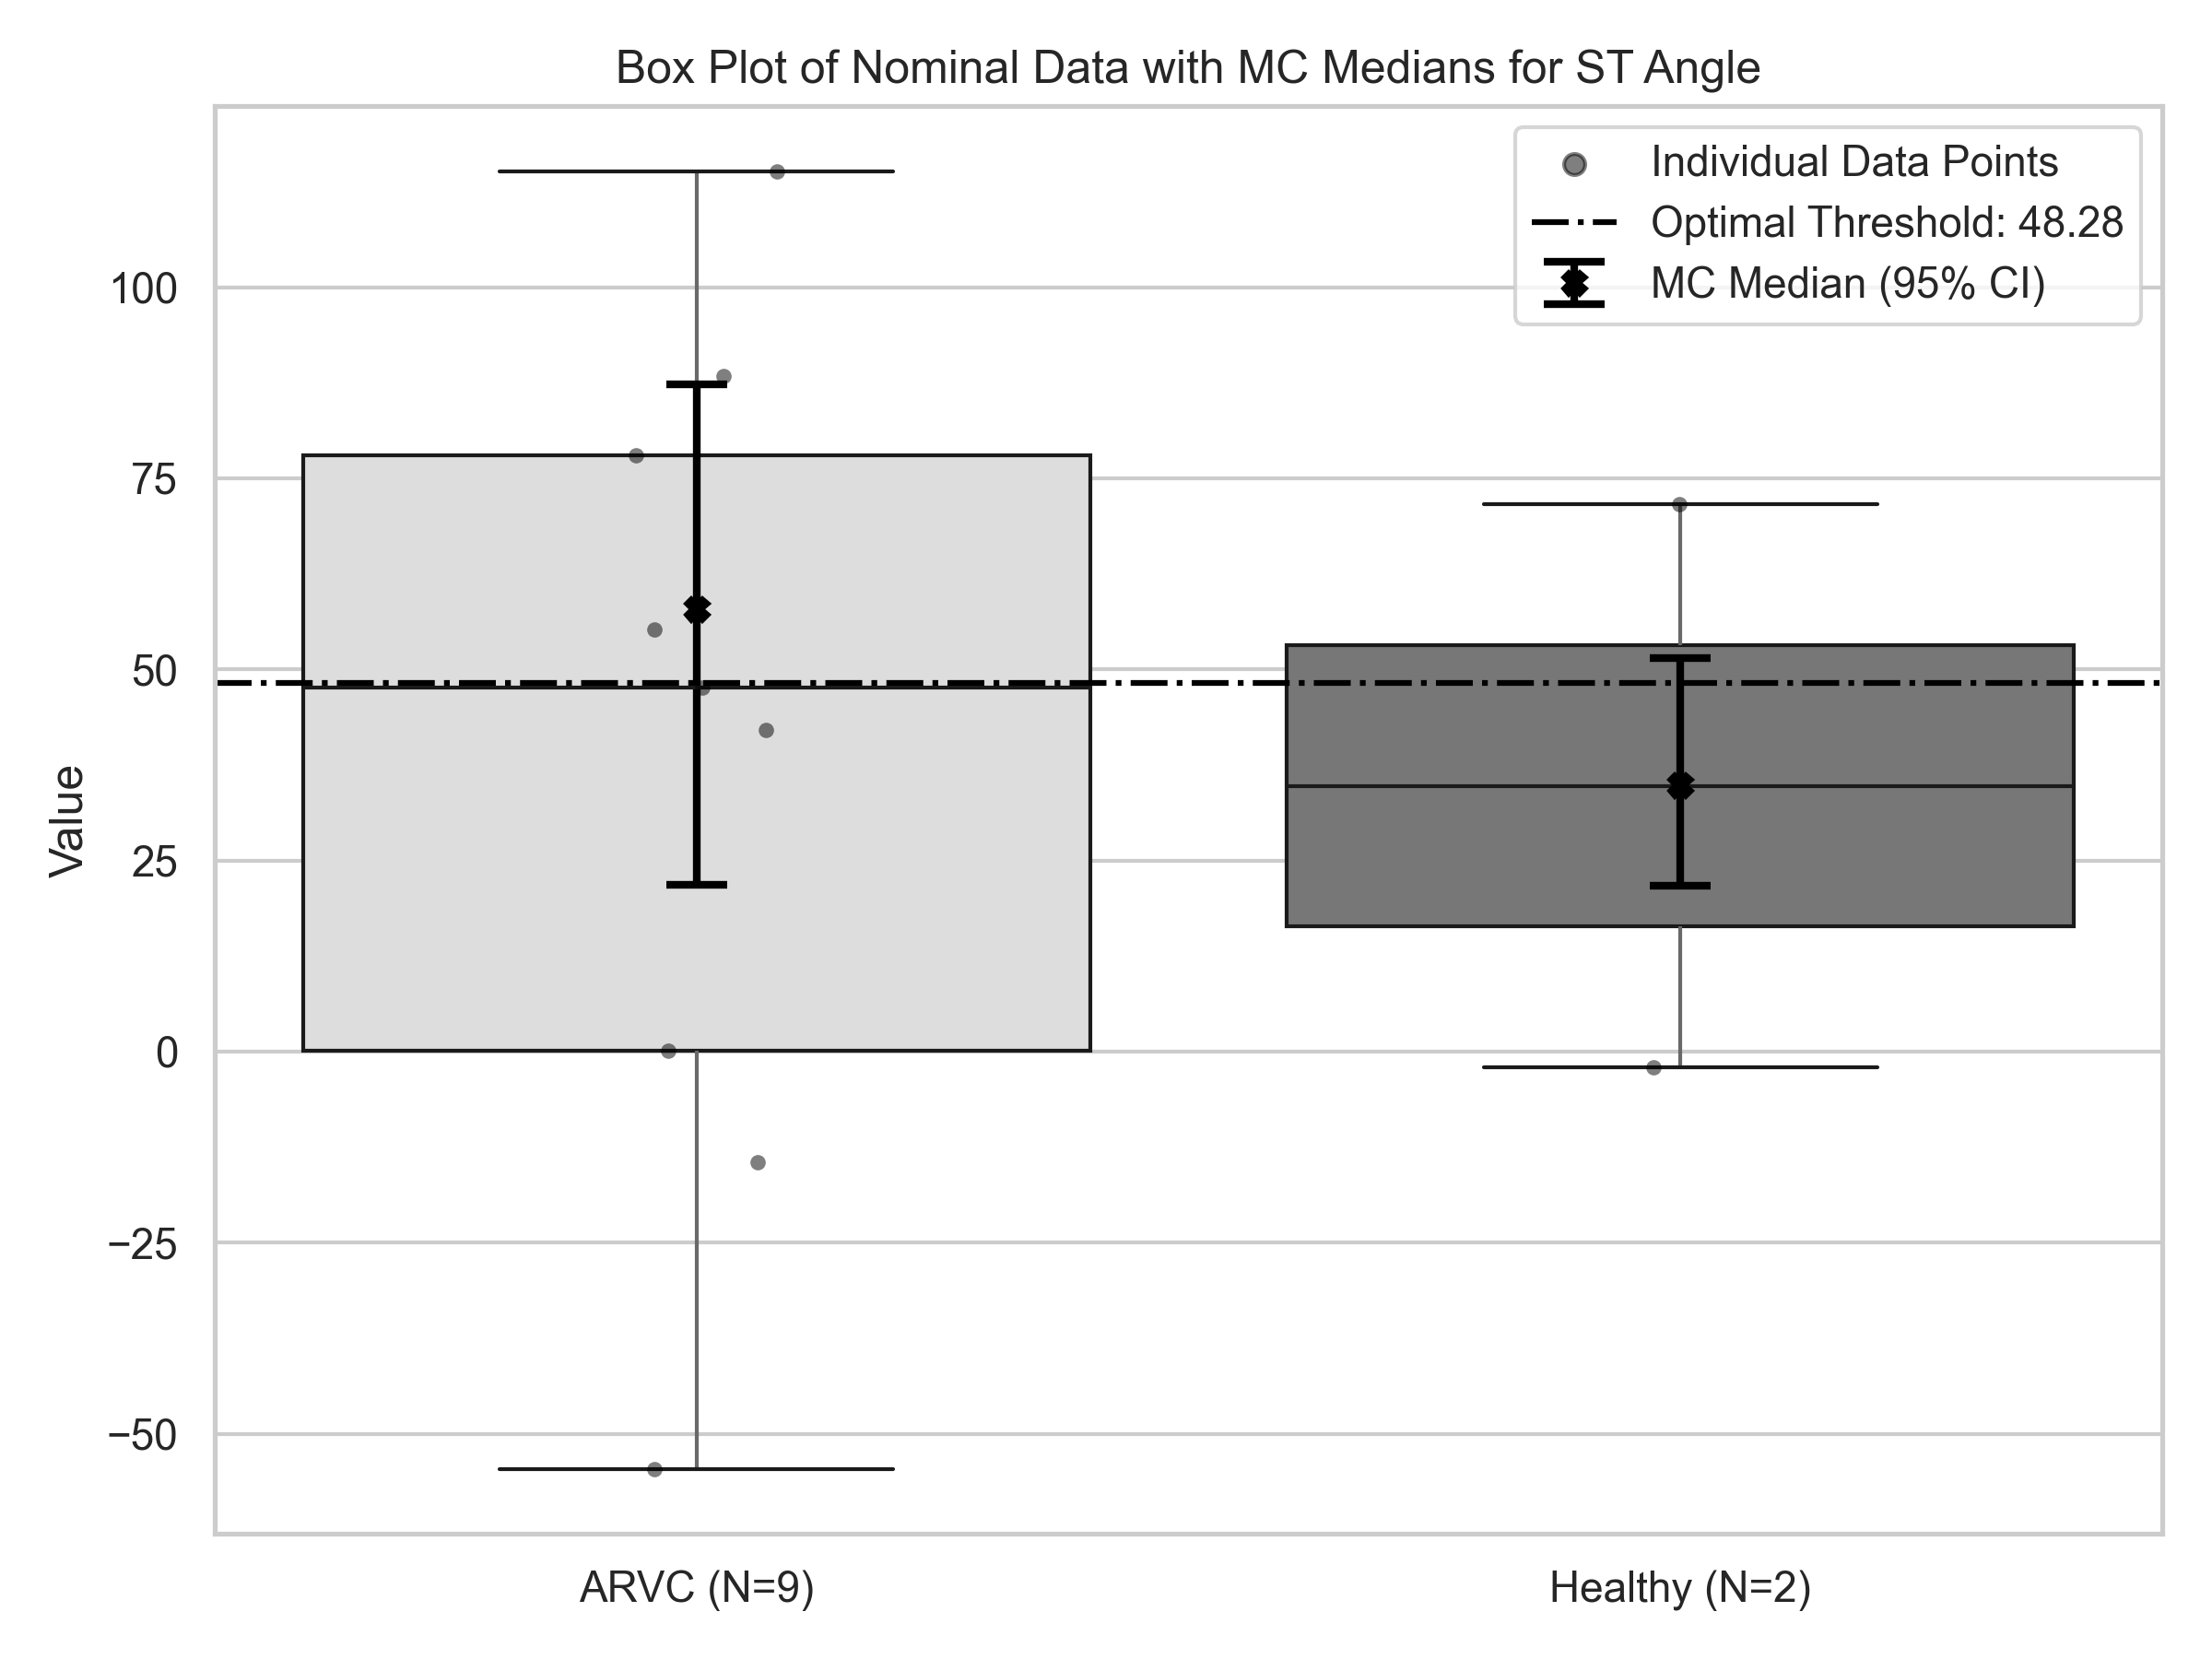 Box Plot of Nominal Data with MC Medians for ST Angle
Individual Data Points
Optimal Threshold: 48.28
MC Median (95% CI)
Value
100
75
50
25
0
−25
−50
ARVC (N=9)
Healthy (N=2)